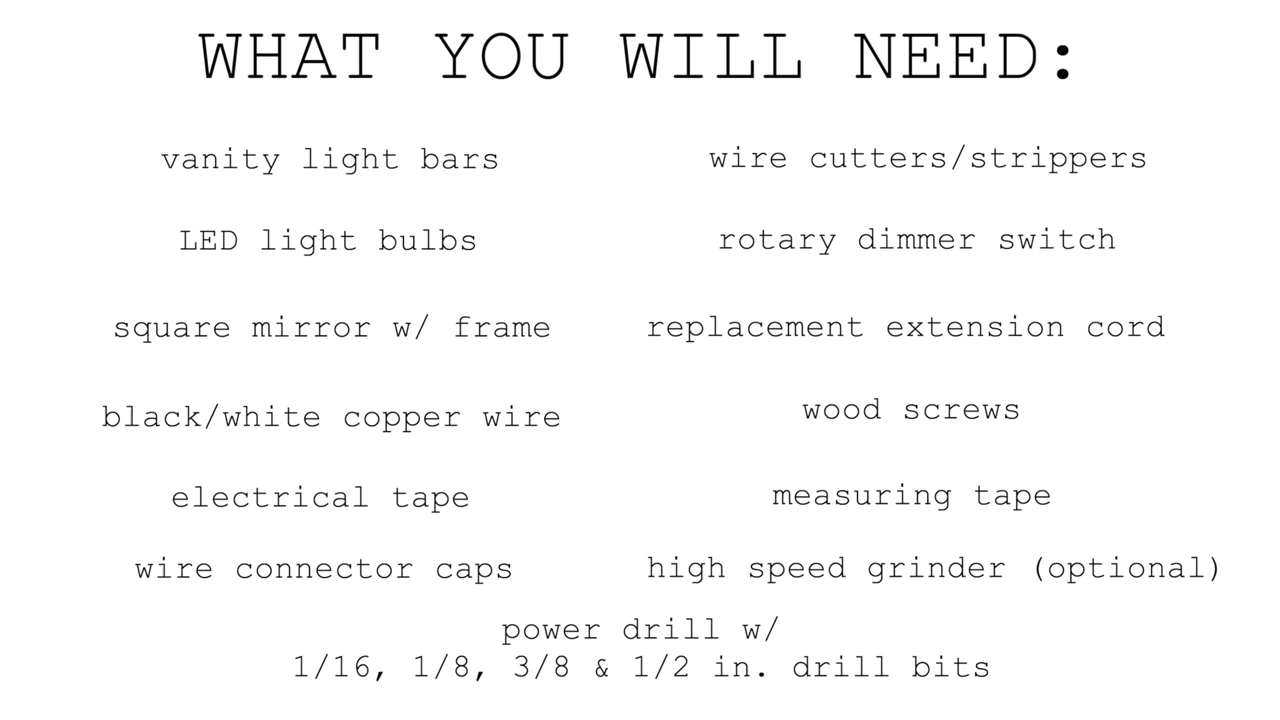 WHAT YOU WILL NEED:
vanity light bars
LED light bulbs
square mirror w/ frame
black/white copper wire
electrical tape
wire connector caps
wire cutters/strippers
rotary dimmer switch
replacement extension cord
wood screws
measuring tape
high speed grinder (optional)
power drill w/
1/16, 1/8, 3/8 & 1/2 in. drill bits